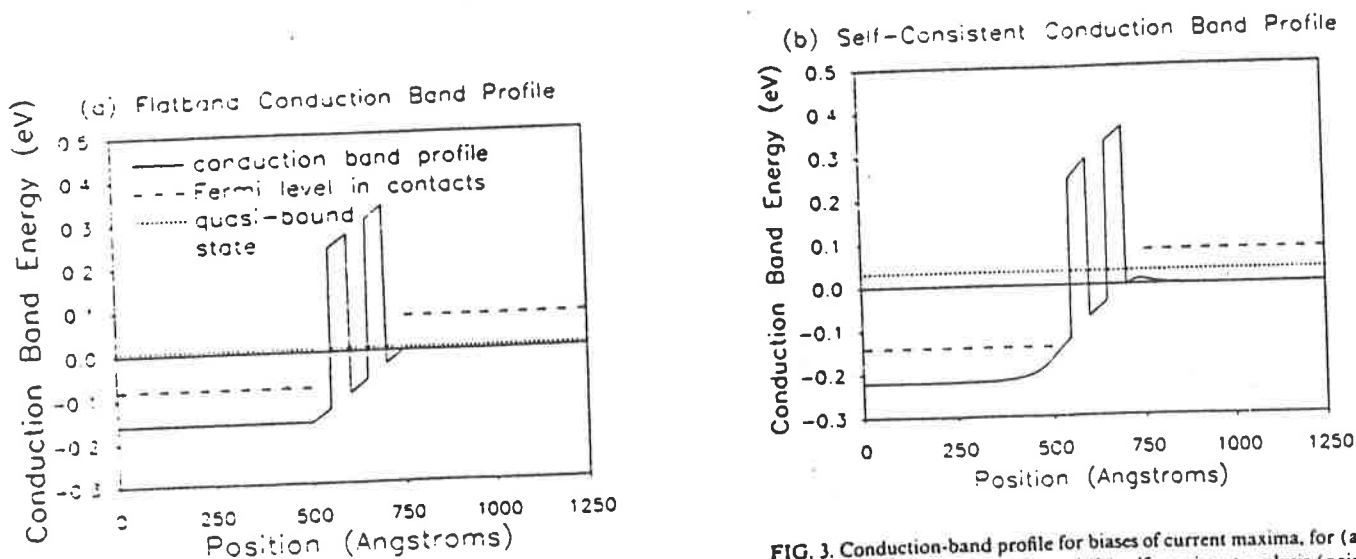 (a) Flatband Conduction Band Profile
Conduction Band Energy (eV)
0.5
0.4
0.3
0.2
0.1
0.0
-0.1
-0.2
-0.3
conduction band profile
Fermi level in contacts
quasi-bound
state
0
250
500
750
1000
1250
Position (Angstroms)
(b) Self-Consistent Conduction Band Profile
Conduction Band Energy (eV)
0.5
0.4
0.3
0.2
0.1
0.0
-0.1
-0.2
-0.3
0
250
500
750
1000
1250
Position (Angstroms)
FIG. 3. Conduction-band profile for biases of current maxima, for (a)